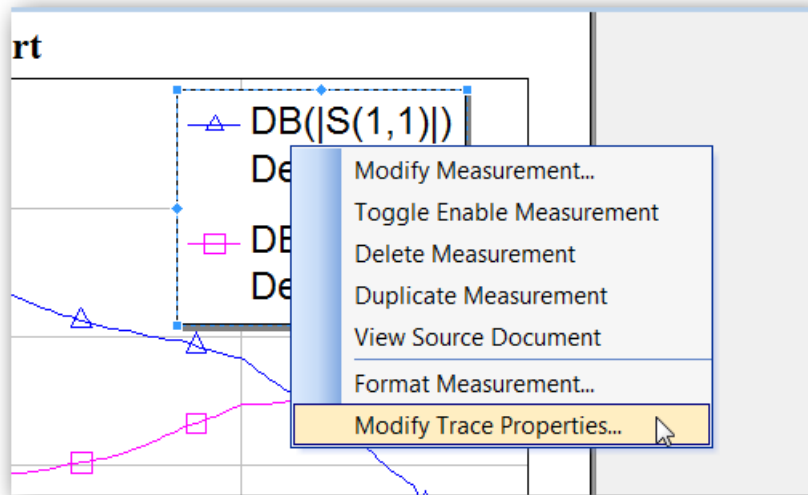 rt
DB(|S(1,1)|)
De
DB
De
Modify Measurement...
Toggle Enable Measurement
Delete Measurement
Duplicate Measurement
View Source Document
Format Measurement...
Modify Trace Properties...